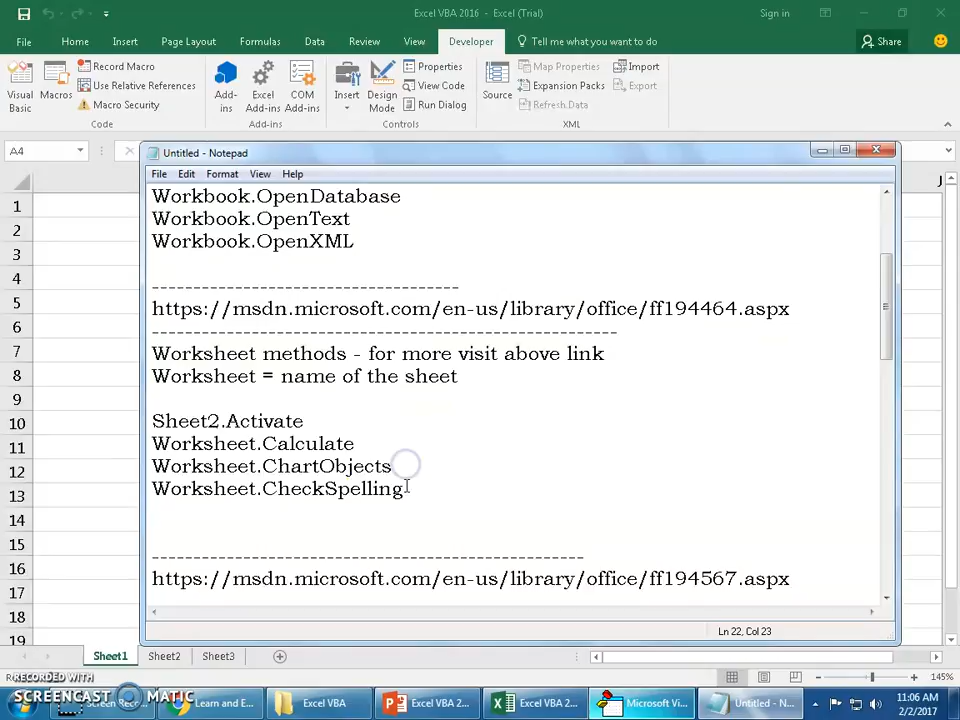 Excel VBA 2016 - Excel (Trial)
Sign in
File Home Insert Page Layout Formulas Data Review View Developer Tell me what you want to do Share
Visual Basic
Macros
Record Macro
Use Relative References
Macro Security
Code
Add-ins
Excel Add-ins
COM Add-ins
Add-ins
Insert
Design Mode
Properties
View Code
Run Dialog
Controls
Source
Map Properties
Expansion Packs
Refresh Data
Import
Export
XML
A4
J
1
2
3
4
5
6
7
8
9
10
11
12
13
14
15
16
17
18
19
Untitled - Notepad
File Edit Format View Help
Workbook.OpenDatabase
Workbook.OpenText
Workbook.OpenXML
-------------------------------------
https://msdn.microsoft.com/en-us/library/office/ff194464.aspx
--------------------------------------------------------
Worksheet methods - for more visit above link
Worksheet = name of the sheet
Sheet2.Activate
Worksheet.Calculate
Worksheet.ChartObjects
Worksheet.CheckSpelling
----------------------------------------------------
https://msdn.microsoft.com/en-us/library/office/ff194567.aspx
Ln 22, Col 23
Sheet1 Sheet2 Sheet3
145%
RECORDED WITH
SCREENCAST MATIC
Screen Rec...
Learn and E...
Excel VBA
Excel VBA 2...
Excel VBA 2...
Microsoft Vi...
Untitled - N...
11:06 AM
2/2/2017